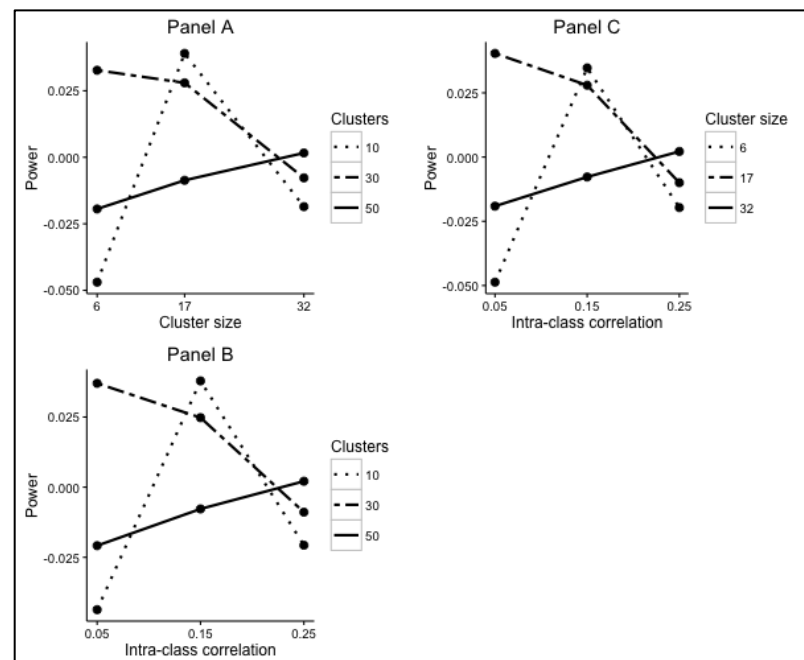 Panel A
0.025
0.000
-0.025
-0.050
Power
6 17 32
Cluster size
Clusters
10
30
50
Panel C
0.025
0.000
-0.025
-0.050
Power
0.05 0.15 0.25
Intra-class correlation
Cluster size
6
17
32
Panel B
0.025
0.000
-0.025
Power
0.05 0.15 0.25
Intra-class correlation
Clusters
10
30
50